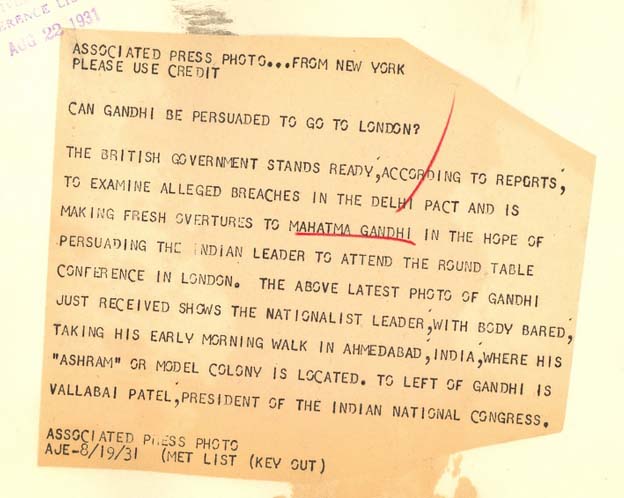 ERENCE LI
AUG 22 1931
ASSOCIATED PRESS PHOTO...FROM NEW YORK
PLEASE USE CREDIT
CAN GANDHI BE PERSUADED TO GO TO LONDON?
THE BRITISH GOVERNMENT STANDS READY,ACCORDING TO REPORTS,
TO EXAMINE ALLEGED BREACHES IN THE DELHI PACT AND IS
MAKING FRESH OVERTURES TO MAHATMA GANDHI IN THE HOPE OF
PERSUADING THE INDIAN LEADER TO ATTEND THE ROUND TABLE
CONFERENCE IN LONDON. THE ABOVE LATEST PHOTO OF GANDHI
JUST RECEIVED SHOWS THE NATIONALIST LEADER,WITH BODY BARED,
TAKING HIS EARLY MORNING WALK IN AHMEDABAD,INDIA,WHERE HIS
"ASHRAM" OR MODEL COLONY IS LOCATED. TO LEFT OF GANDHI IS
VALLABAI PATEL,PRESIDENT OF THE INDIAN NATIONAL CONGRESS.
ASSOCIATED PRESS PHOTO
AJE-8/19/31 (MET LIST (KEY OUT)